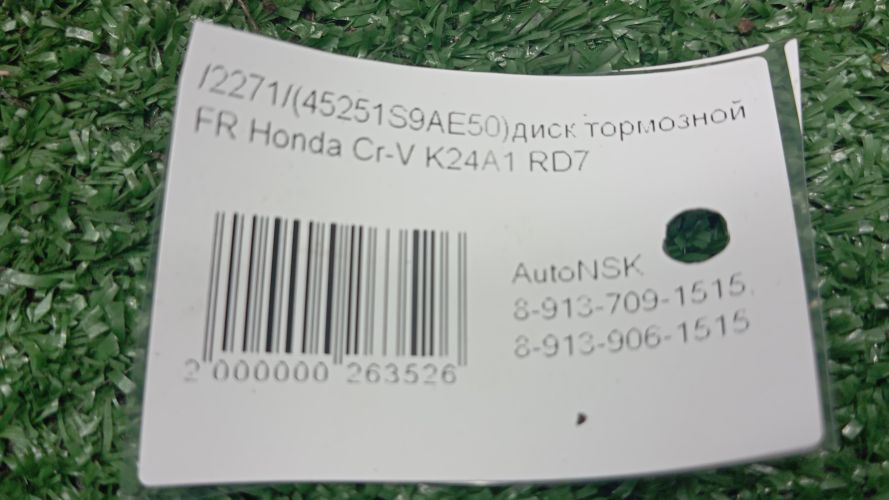 /2271/(45251S9AE50)диск тормозной
FR Honda Cr-V K24A1 RD7
AutoNSK
8-913-709-1515,
8-913-906-1515
2 000000 263526